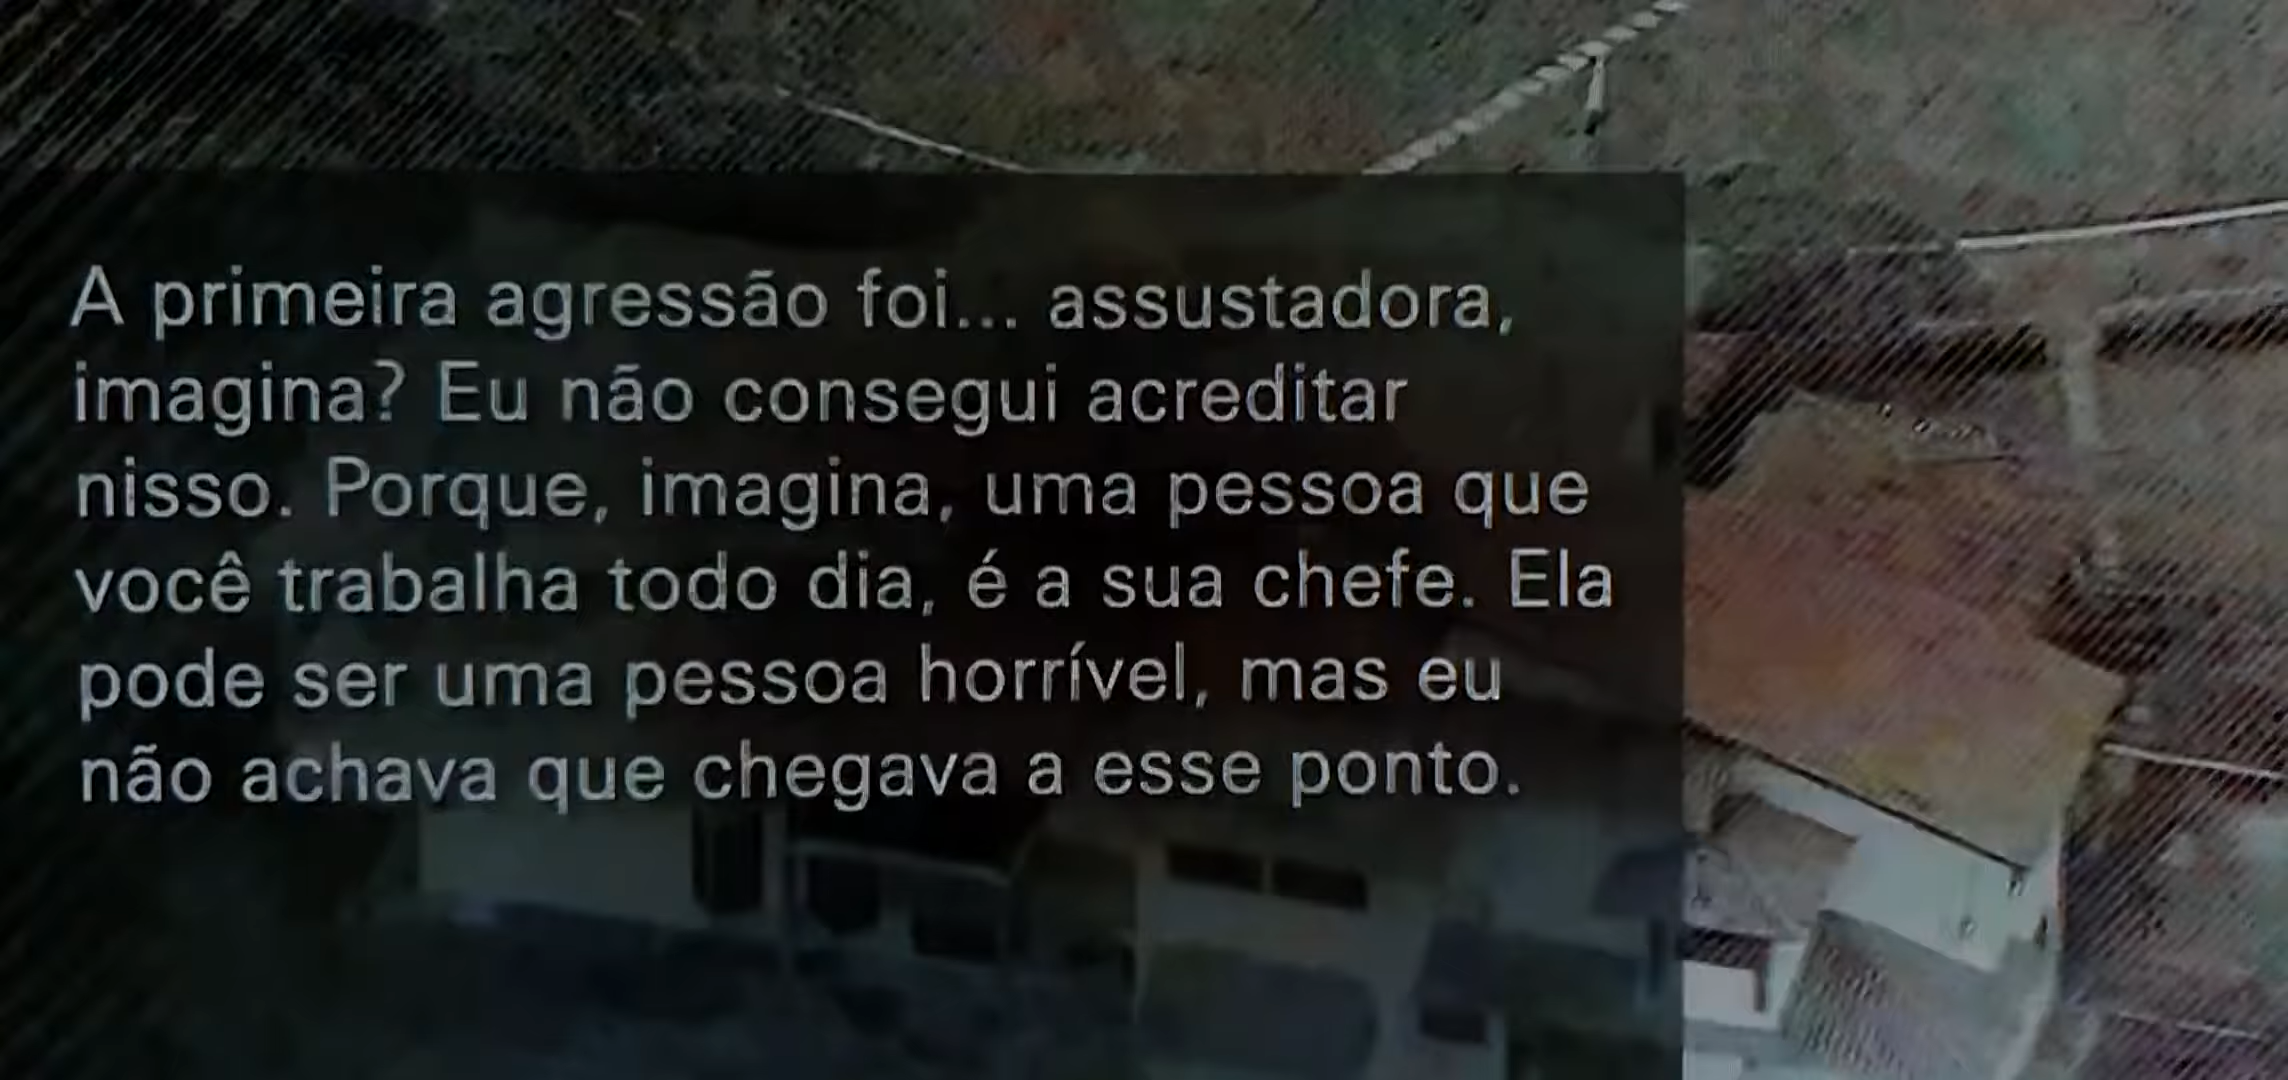 A primeira agressão foi... assustadora,
imagina? Eu não consegui acreditar
nisso. Porque, imagina, uma pessoa que
você trabalha todo dia, é a sua chefe. Ela
pode ser uma pessoa horrível, mas eu
não achava que chegava a esse ponto.